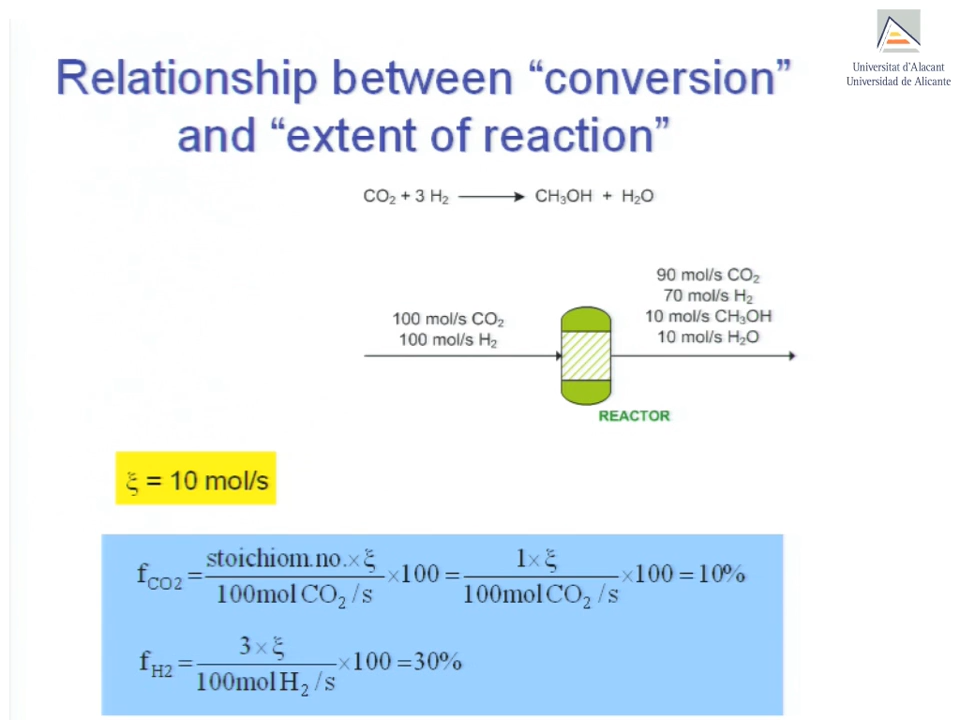 Universitat d'Alacant
Universidad de Alicante
Relationship between “conversion”
and “extent of reaction”
CO₂ + 3 H₂ ⟶ CH₃OH + H₂O
90 mol/s CO₂
70 mol/s H₂
10 mol/s CH₃OH
10 mol/s H₂O
100 mol/s CO₂
100 mol/s H₂
REACTOR
ξ = 10 mol/s
f_CO2 = (stoichiom.no.×ξ)/(100mol CO₂/s) ×100 = (1×ξ)/(100mol CO₂/s) ×100 = 10%
f_H2 = (3×ξ)/(100mol H₂/s) ×100 = 30%